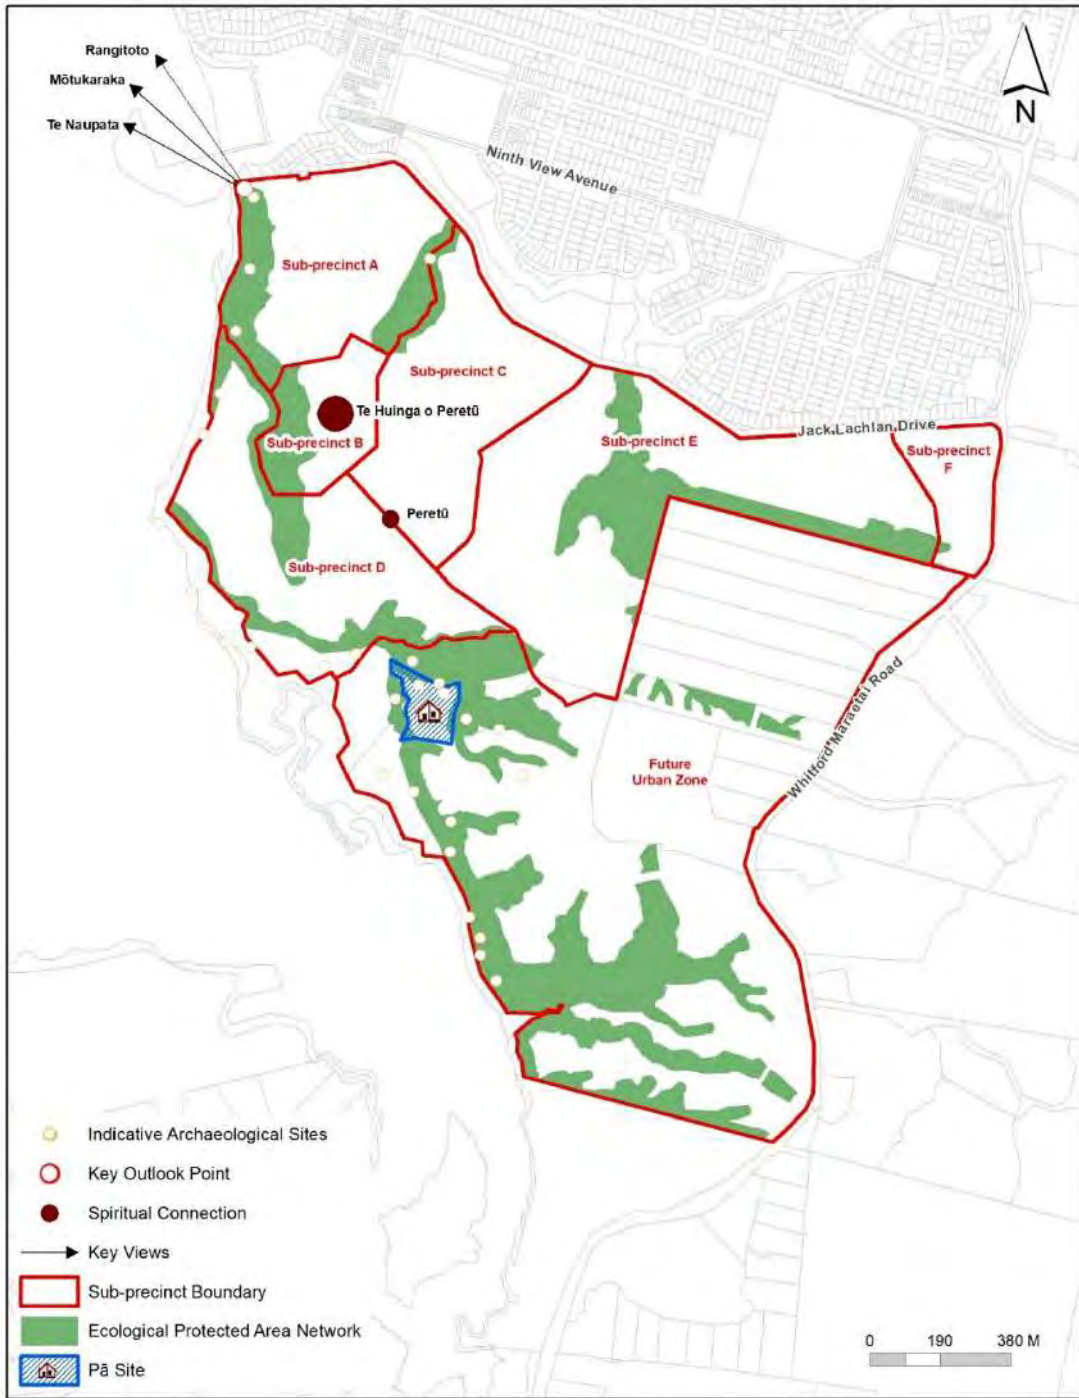 Rangitoto
Mōtukaraka
Te Naupata
N
Ninth View Avenue
Sub-precinct A
Sub-precinct C
Te Huinga o Peretū
Sub-precinct B
Sub-precinct E
Jack Lachlan Drive
Sub-precinct
F
Peretū
Sub-precinct D
Whitford Maraetai Road
Future
Urban Zone
Indicative Archaeological Sites
Key Outlook Point
Spiritual Connection
Key Views
Sub-precinct Boundary
Ecological Protected Area Network
Pā Site
0 190 380 M